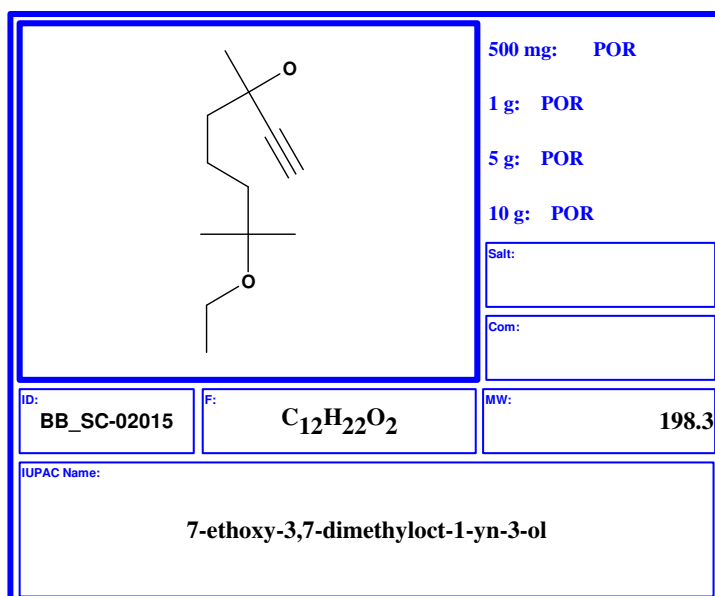 O
O
500 mg: POR
1 g: POR
5 g: POR
10 g: POR
Salt:
Com:
ID:
BB_SC-02015
F:
C12H22O2
MW:
198.3
IUPAC Name:
7-ethoxy-3,7-dimethyloct-1-yn-3-ol